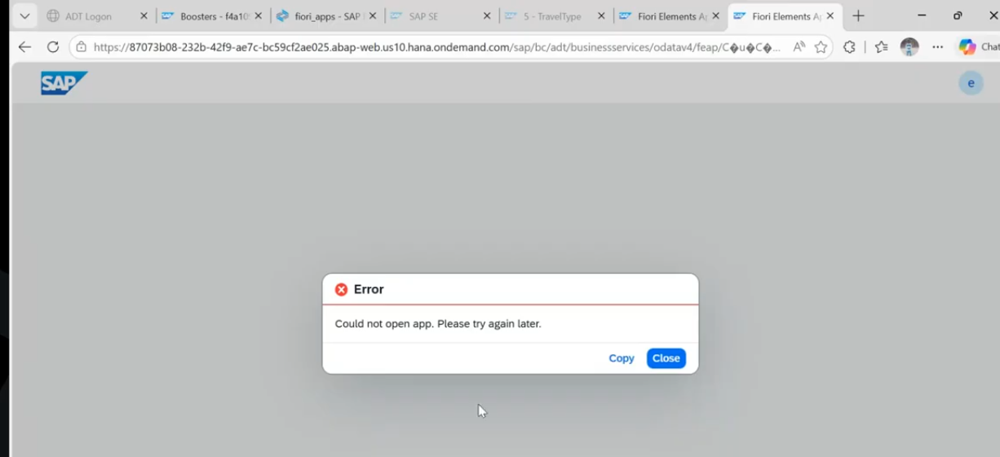 ADT Logon
Boosters - f4a10
fiori_apps - SAP
SAP SE
5 - TravelType
Fiori Elements A
Fiori Elements A
https://87073b08-232b-42f9-ae7c-bc59cf2ae025.abap-web.us10.hana.ondemand.com/sap/bc/adt/businessservices/odatav4/feap/C�u�C�...
Chat
SAP
e
Error
Could not open app. Please try again later.
Copy
Close